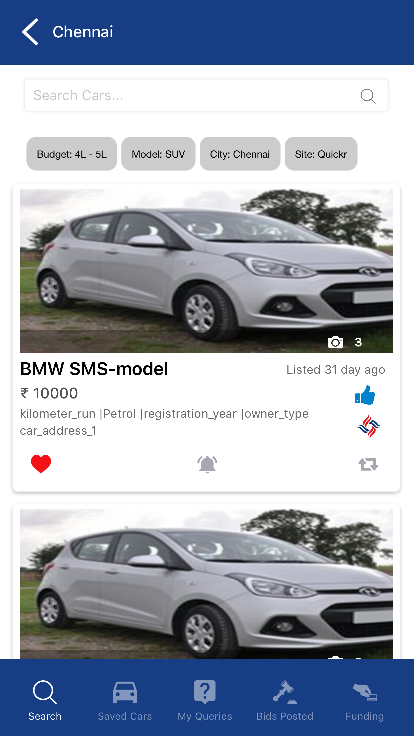 Chennai
Search Cars...
Budget: 4L - 5L
Model: SUV
City: Chennai
Site: Quickr
3
BMW SMS-model
Listed 31 day ago
₹ 10000
kilometer_run |Petrol |registration_year |owner_type
car_address_1
Search
Saved Cars
My Queries
Bids Posted
Funding